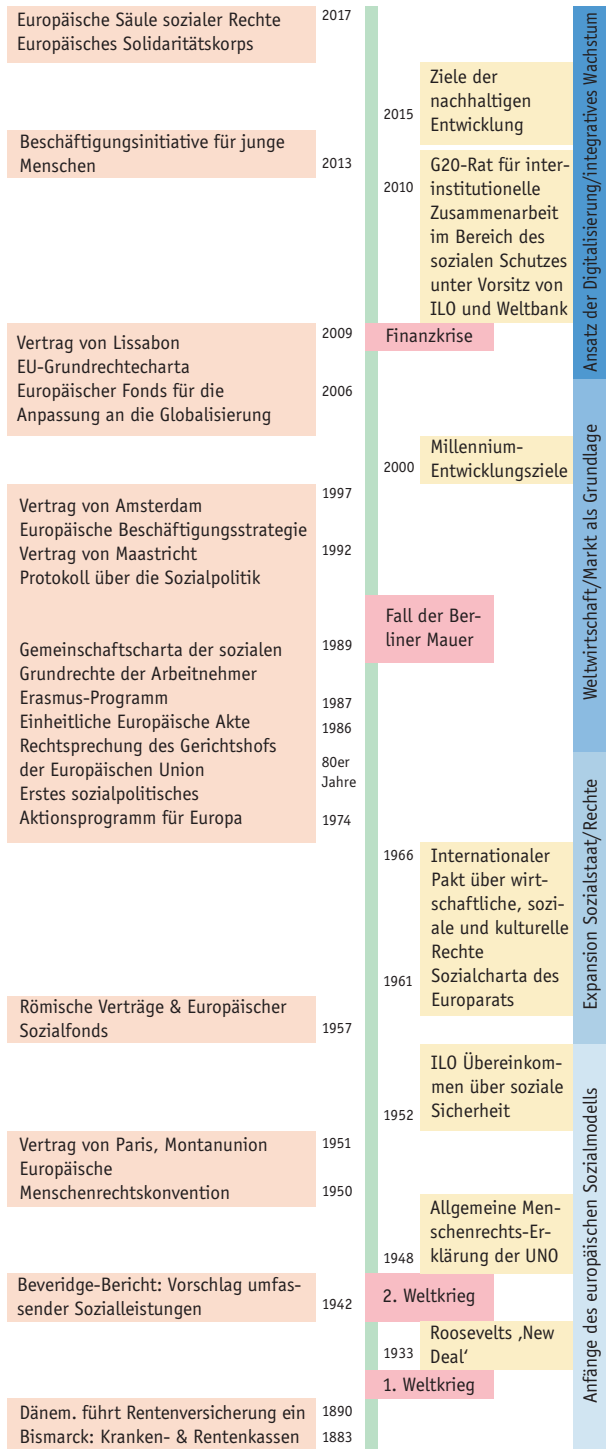 Europäische Säule sozialer Rechte
Europäisches Solidaritätskorps
2017
Ziele der
nachhaltigen
Entwicklung
2015
Beschäftigungsinitiative für junge
Menschen
2013
G20-Rat für inter-
institutionelle
Zusammenarbeit
im Bereich des
sozialen Schutzes
unter Vorsitz von
ILO und Weltbank
2010
Vertrag von Lissabon
EU-Grundrechtecharta
Europäischer Fonds für die
Anpassung an die Globalisierung
2009
2006
Finanzkrise
Millennium-
Entwicklungsziele
2000
Vertrag von Amsterdam
Europäische Beschäftigungsstrategie
Vertrag von Maastricht
Protokoll über die Sozialpolitik
1997
1992
Fall der Ber-
liner Mauer
Gemeinschaftscharta der sozialen
Grundrechte der Arbeitnehmer
Erasmus-Programm
Einheitliche Europäische Akte
Rechtsprechung des Gerichtshofs
der Europäischen Union
Erstes sozialpolitisches
Aktionsprogramm für Europa
1989
1987
1986
80er
Jahre
1974
1966
Internationaler
Pakt über wirt-
schaftliche, sozi-
ale und kulturelle
Rechte
Sozialcharta des
Europarats
1961
Römische Verträge & Europäischer
Sozialfonds
1957
ILO Übereinkom-
men über soziale
Sicherheit
1952
Vertrag von Paris, Montanunion
Europäische
Menschenrechtskonvention
1951
1950
Allgemeine Men-
schenrechts-Er-
klärung der UNO
1948
Beveridge-Bericht: Vorschlag umfas-
sender Sozialleistungen
1942
2. Weltkrieg
Roosevelts ‚New
Deal‘
1933
1. Weltkrieg
Dänem. führt Rentenversicherung ein
Bismarck: Kranken- & Rentenkassen
1890
1883
Ansatz der Digitalisierung/integratives Wachstum
Weltwirtschaft/Markt als Grundlage
Expansion Sozialstaat/Rechte
Anfänge des europäischen Sozialmodells